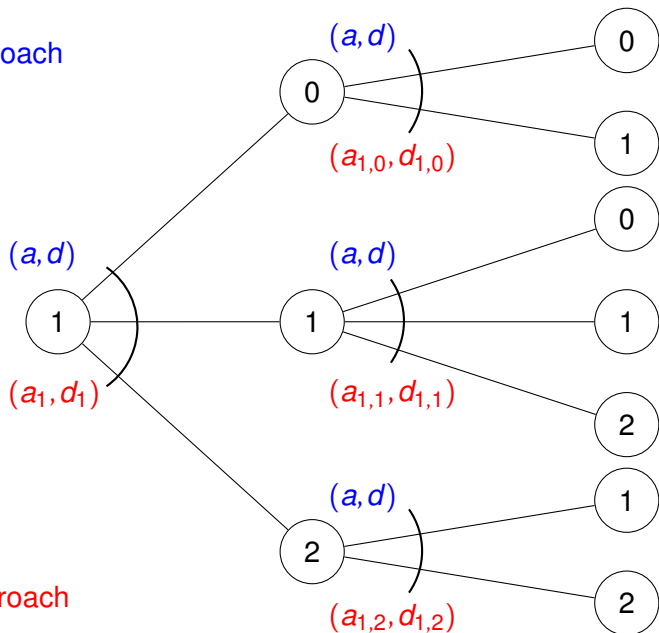 oach
(a,d)
0
0
(a1,0,d1,0)
1
0
(a,d)
(a,d)
1
1
1
(a1,d1)
(a1,1,d1,1)
2
(a,d)
1
2
roach
(a1,2,d1,2)
2